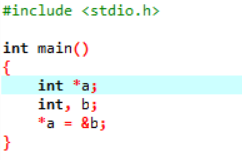 #include <stdio.h>
int main()
{
int *a;
int, b;
*a = &b;
}